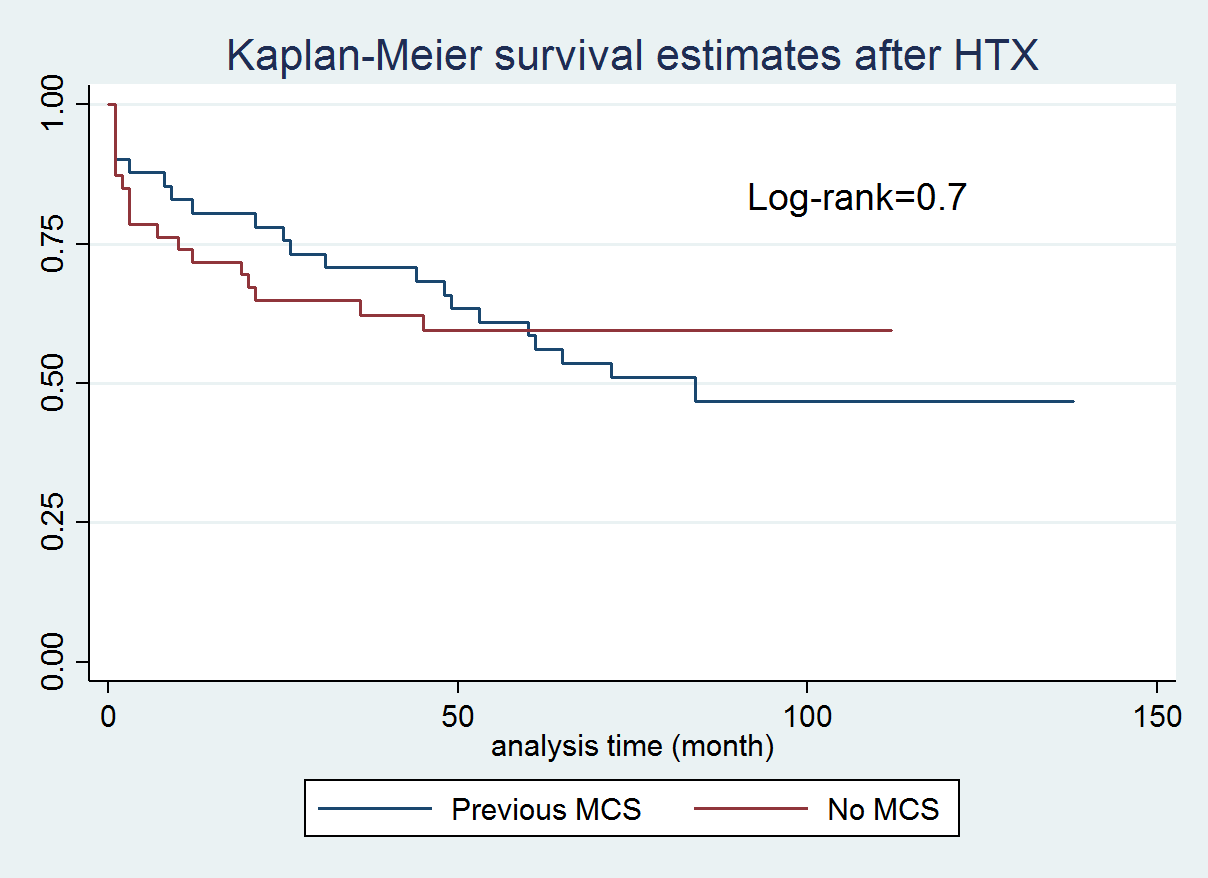 Kaplan-Meier survival estimates after HTX
1.00
0.75
0.50
0.25
0.00
Log-rank=0.7
0 50 100 150
analysis time (month)
Previous MCS No MCS